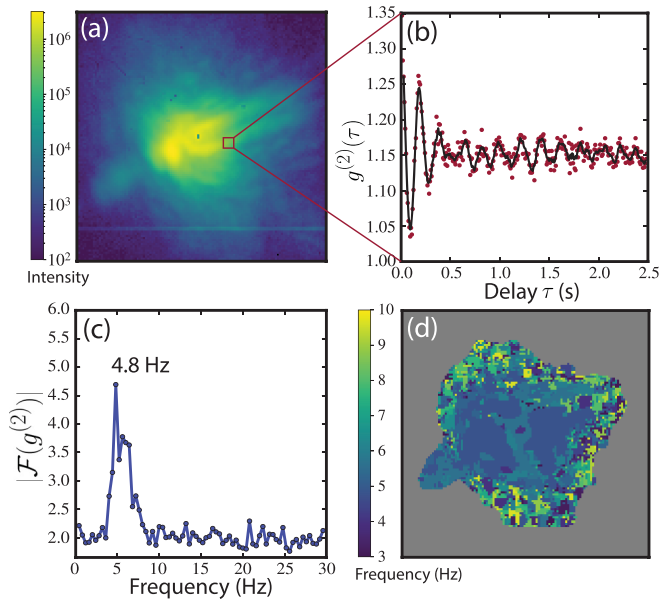 (a)
10^6
10^5
10^4
10^3
10^2
Intensity
(b)
1.35
1.30
1.25
1.20
1.15
1.10
1.05
1.00
g^(2)(τ)
0.0 0.5 1.0 1.5 2.0 2.5
Delay τ (s)
(c)
6.0
5.5
5.0
4.5
4.0
3.5
3.0
2.5
2.0
|F(g^(2))|
4.8 Hz
0 5 10 15 20 25 30
Frequency (Hz)
(d)
10
9
8
7
6
5
4
3
Frequency (Hz)